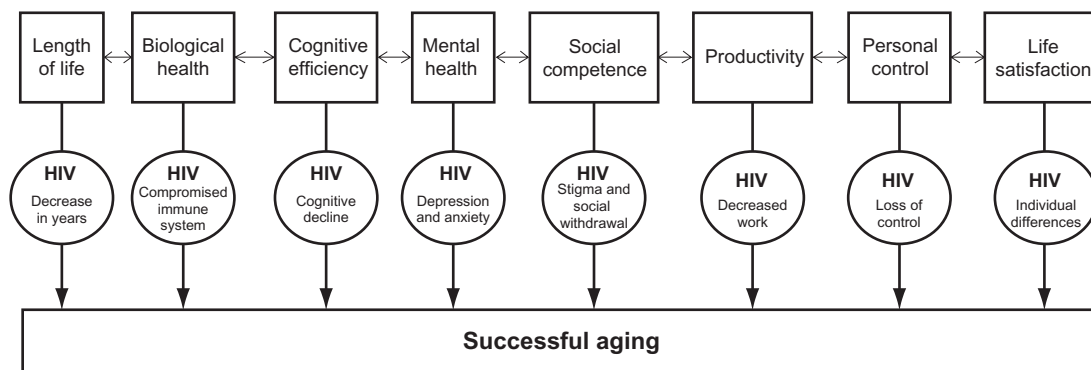 Length
of life
Biological
health
Cognitive
efficiency
Mental
health
Social
competence
Productivity
Personal
control
Life
satisfaction
HIV
Decrease
in years
HIV
Compromised
immune
system
HIV
Cognitive
decline
HIV
Depression
and anxiety
HIV
Stigma and
social
withdrawal
HIV
Decreased
work
HIV
Loss of
control
HIV
Individual
differences
Successful aging